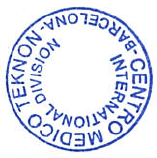 CENTRO MEDICO TEKNON-BARCELONA-
INTERNATIONAL DIVISION